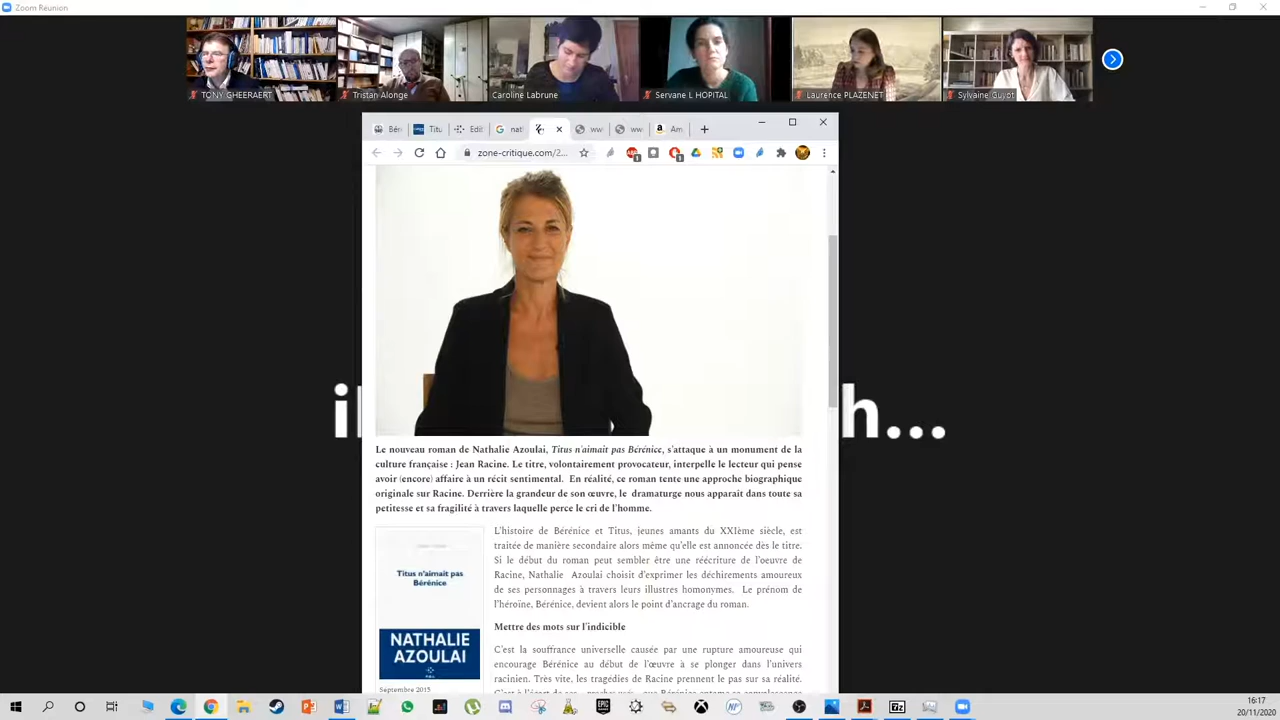 Zoom Réunion
TONY GHEERAERT
Tristan Alonge
Caroline Labrune
Servane L HOPITAL
Laurence PLAZENET
Sylvaine Guyot
zone-critique.com/2...
h...
Le nouveau roman de Nathalie Azoulai, Titus n'aimait pas Bérénice, s'attaque à un monument de la
culture française : Jean Racine. Le titre, volontairement provocateur, interpelle le lecteur qui pense
avoir (encore) affaire à un récit sentimental. En réalité, ce roman tente une approche biographique
originale sur Racine. Derrière la grandeur de son œuvre, le dramaturge nous apparaît dans toute sa
petitesse et sa fragilité à travers laquelle perce le cri de l'homme.
L'histoire de Bérénice et Titus, jeunes amants du XXIème siècle, est
traitée de manière secondaire alors même qu'elle est annoncée dès le titre.
Si le début du roman peut sembler être une réécriture de l'oeuvre de
Racine, Nathalie Azoulai choisit d'exprimer les déchirements amoureux
de ses personnages à travers leurs illustres homonymes. Le prénom de
l'héroïne, Bérénice, devient alors le point d'ancrage du roman.
Mettre des mots sur l'indicible
C'est la souffrance universelle causée par une rupture amoureuse qui
encourage Bérénice au début de l'œuvre à se plonger dans l'univers
racinien. Très vite, les tragédies de Racine prennent le pas sur sa réalité.
Titus n'aimait pas
Bérénice
NATHALIE
AZOULAI
Septembre 2015
16:17
20/11/2020